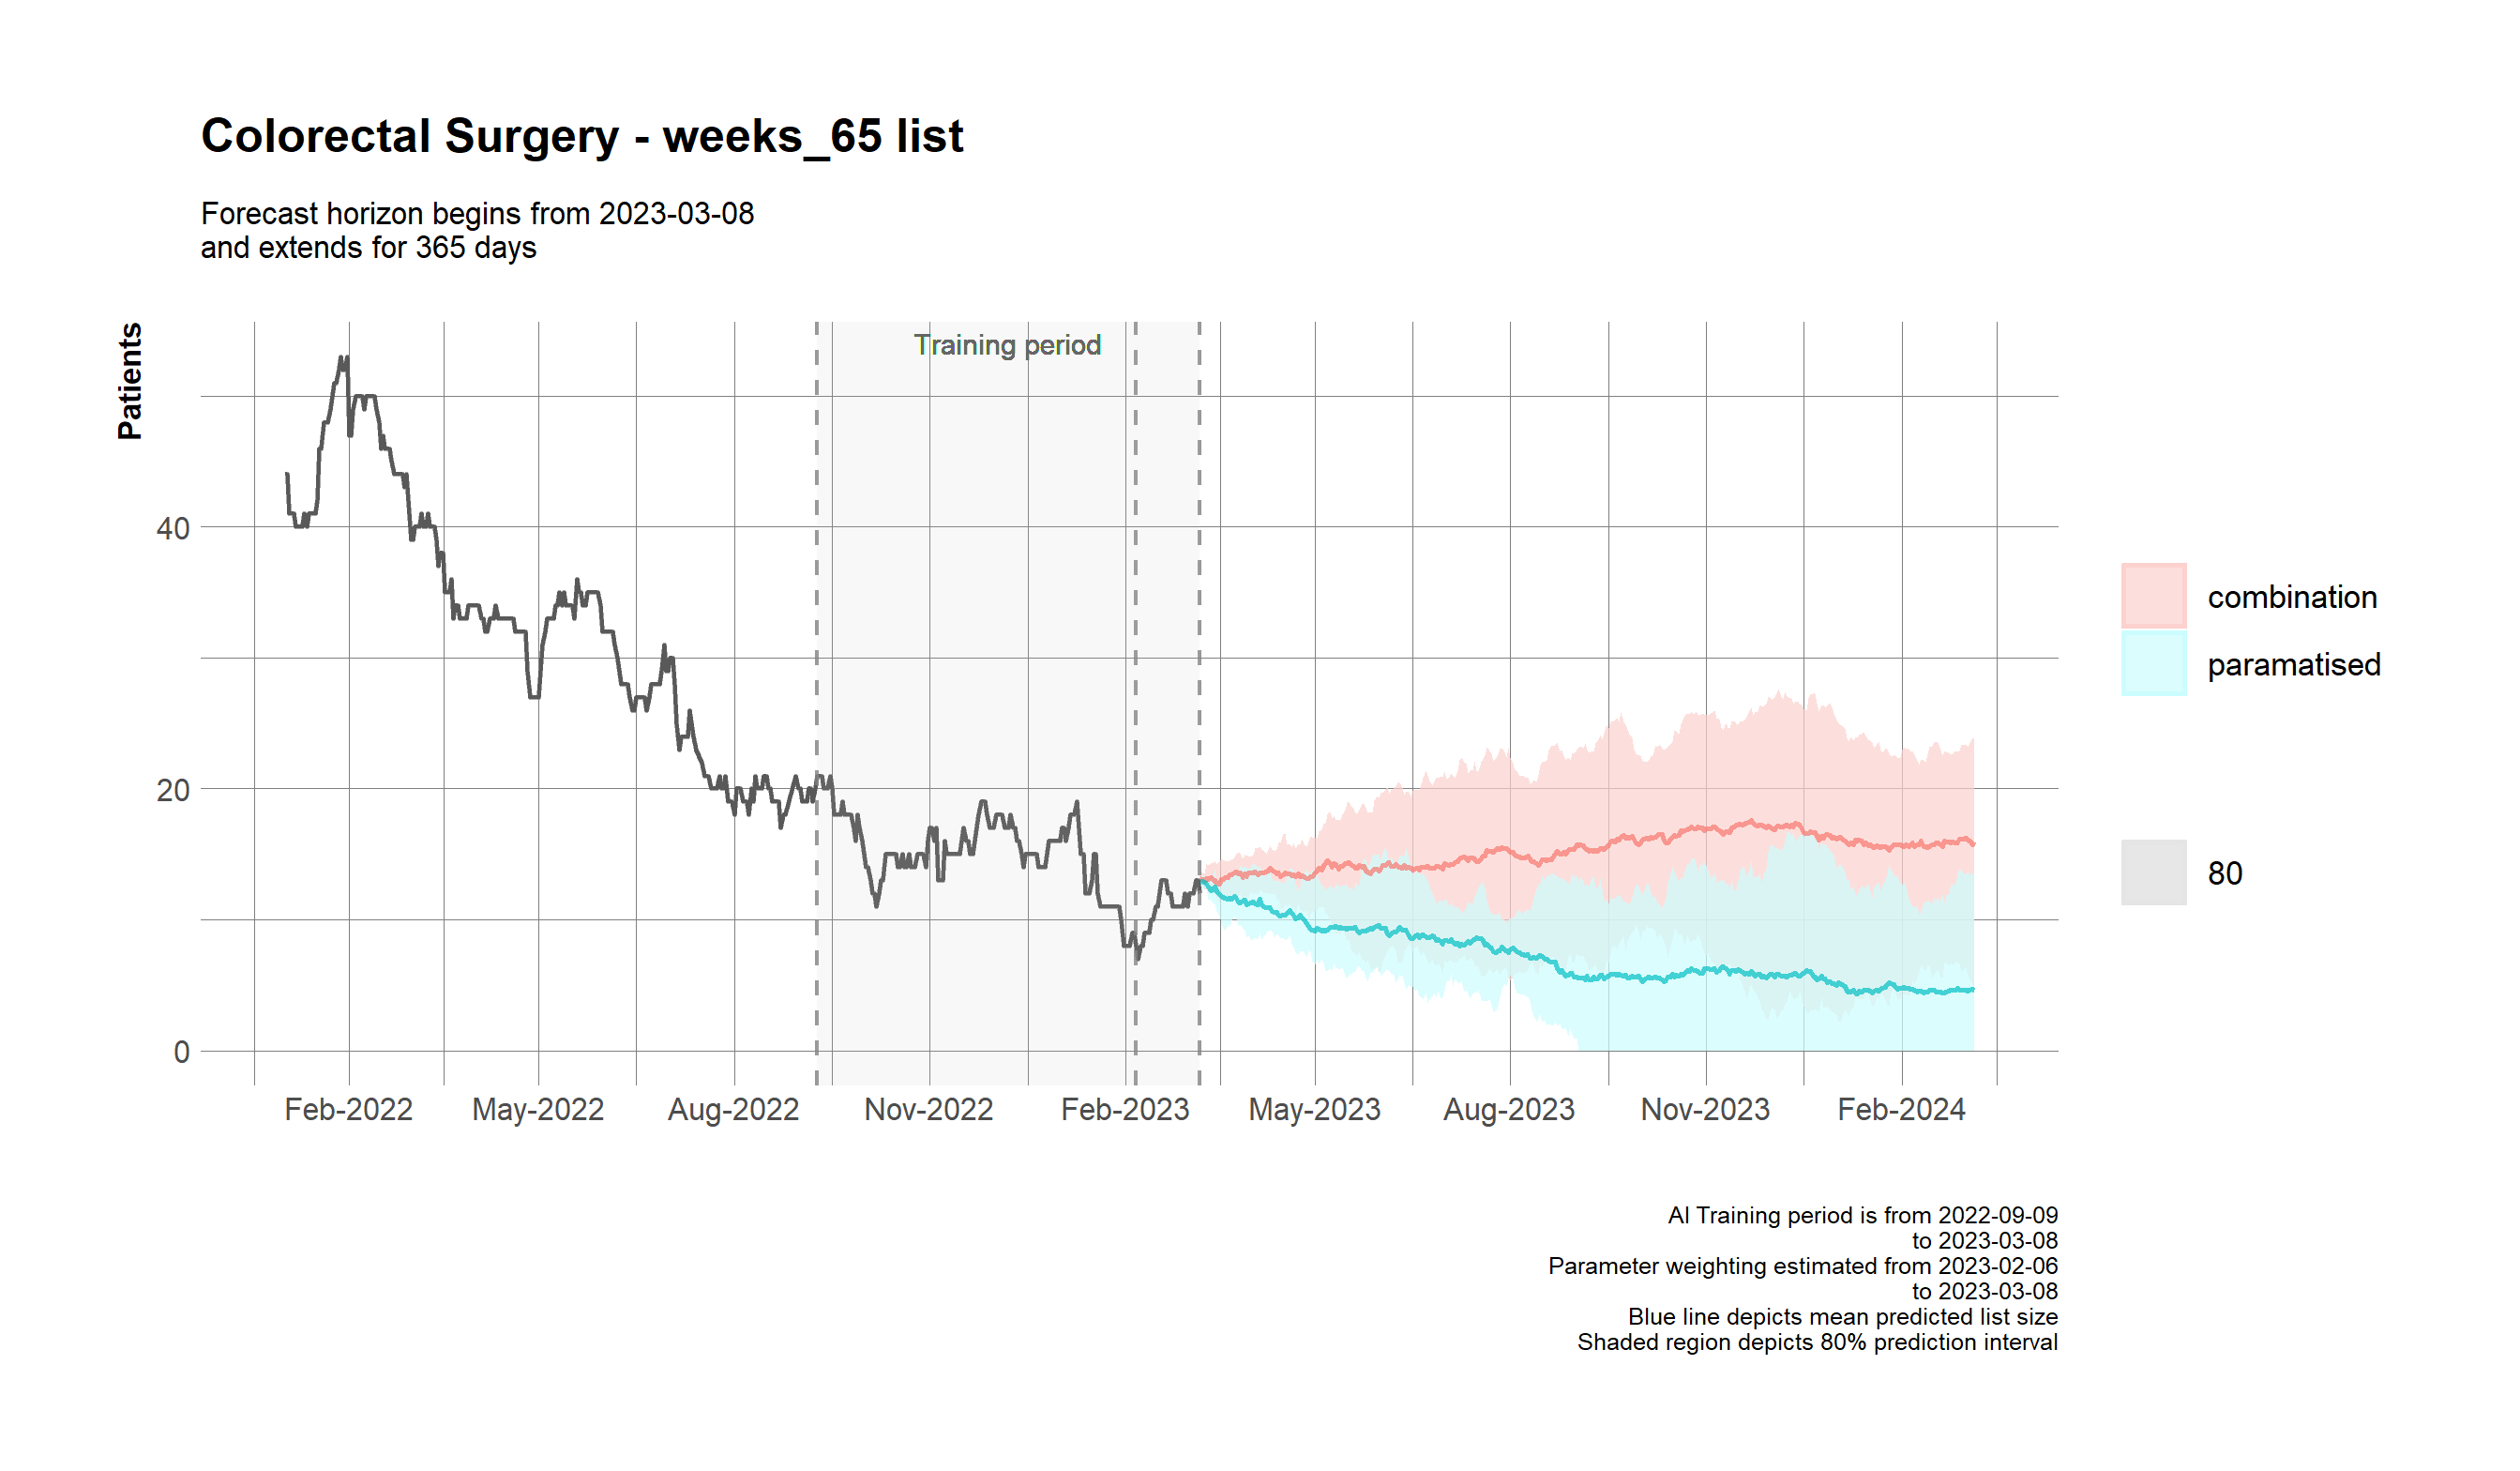 Colorectal Surgery - weeks_65 list
Forecast horizon begins from 2023-03-08
and extends for 365 days
Patients
Training period
40
20
0
Feb-2022 May-2022 Aug-2022 Nov-2022 Feb-2023 May-2023 Aug-2023 Nov-2023 Feb-2024
combination
paramatised
80
AI Training period is from 2022-09-09
to 2023-03-08
Parameter weighting estimated from 2023-02-06
to 2023-03-08
Blue line depicts mean predicted list size
Shaded region depicts 80% prediction interval